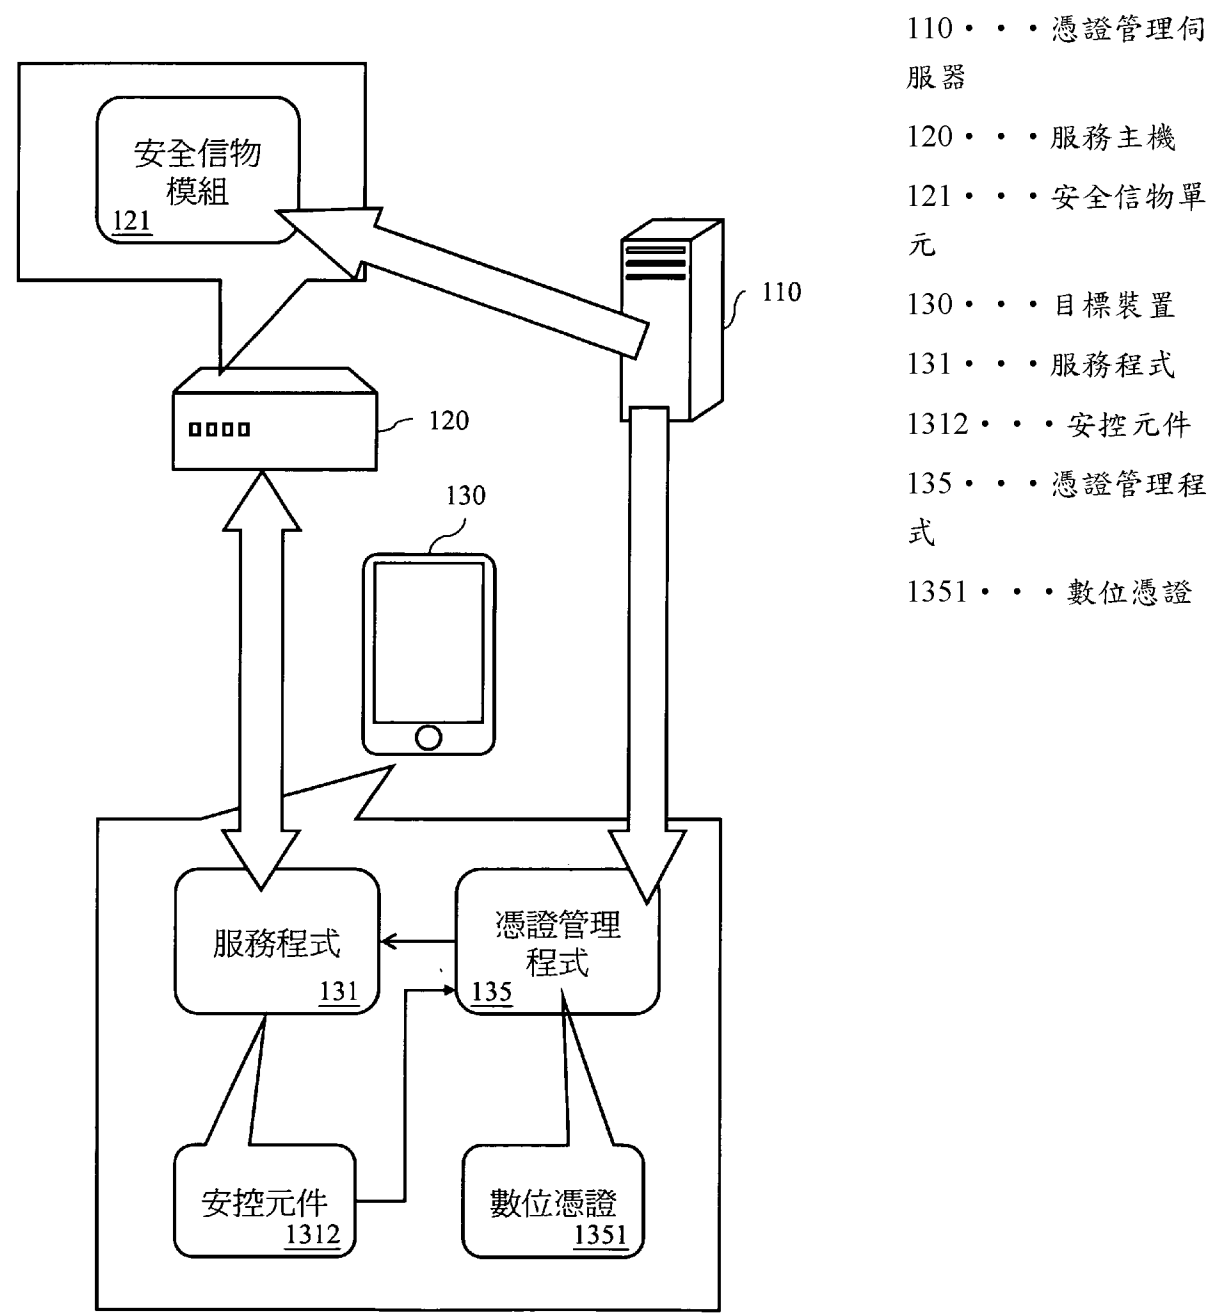 安全信物
模組
121
110
120
130
服務程式
131
憑證管理
程式
135
安控元件
1312
數位憑證
1351
110・・・憑證管理伺
服器
120・・・服務主機
121・・・安全信物單
元
130・・・目標裝置
131・・・服務程式
1312・・・安控元件
135・・・憑證管理程
式
1351・・・數位憑證